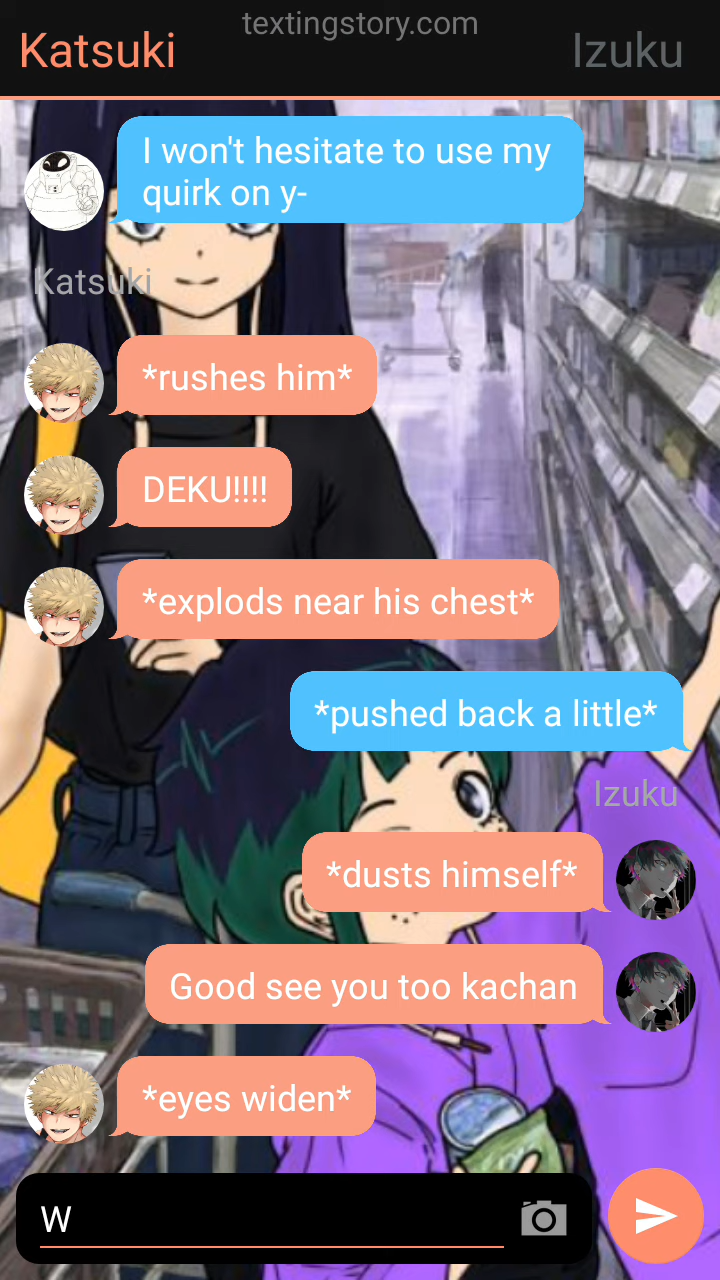 textingstory.com
Katsuki
Izuku
I won't hesitate to use my
quirk on y-
Katsuki
*rushes him*
DEKU!!!!
*explods near his chest*
*pushed back a little*
Izuku
*dusts himself*
Good see you too kachan
*eyes widen*
W